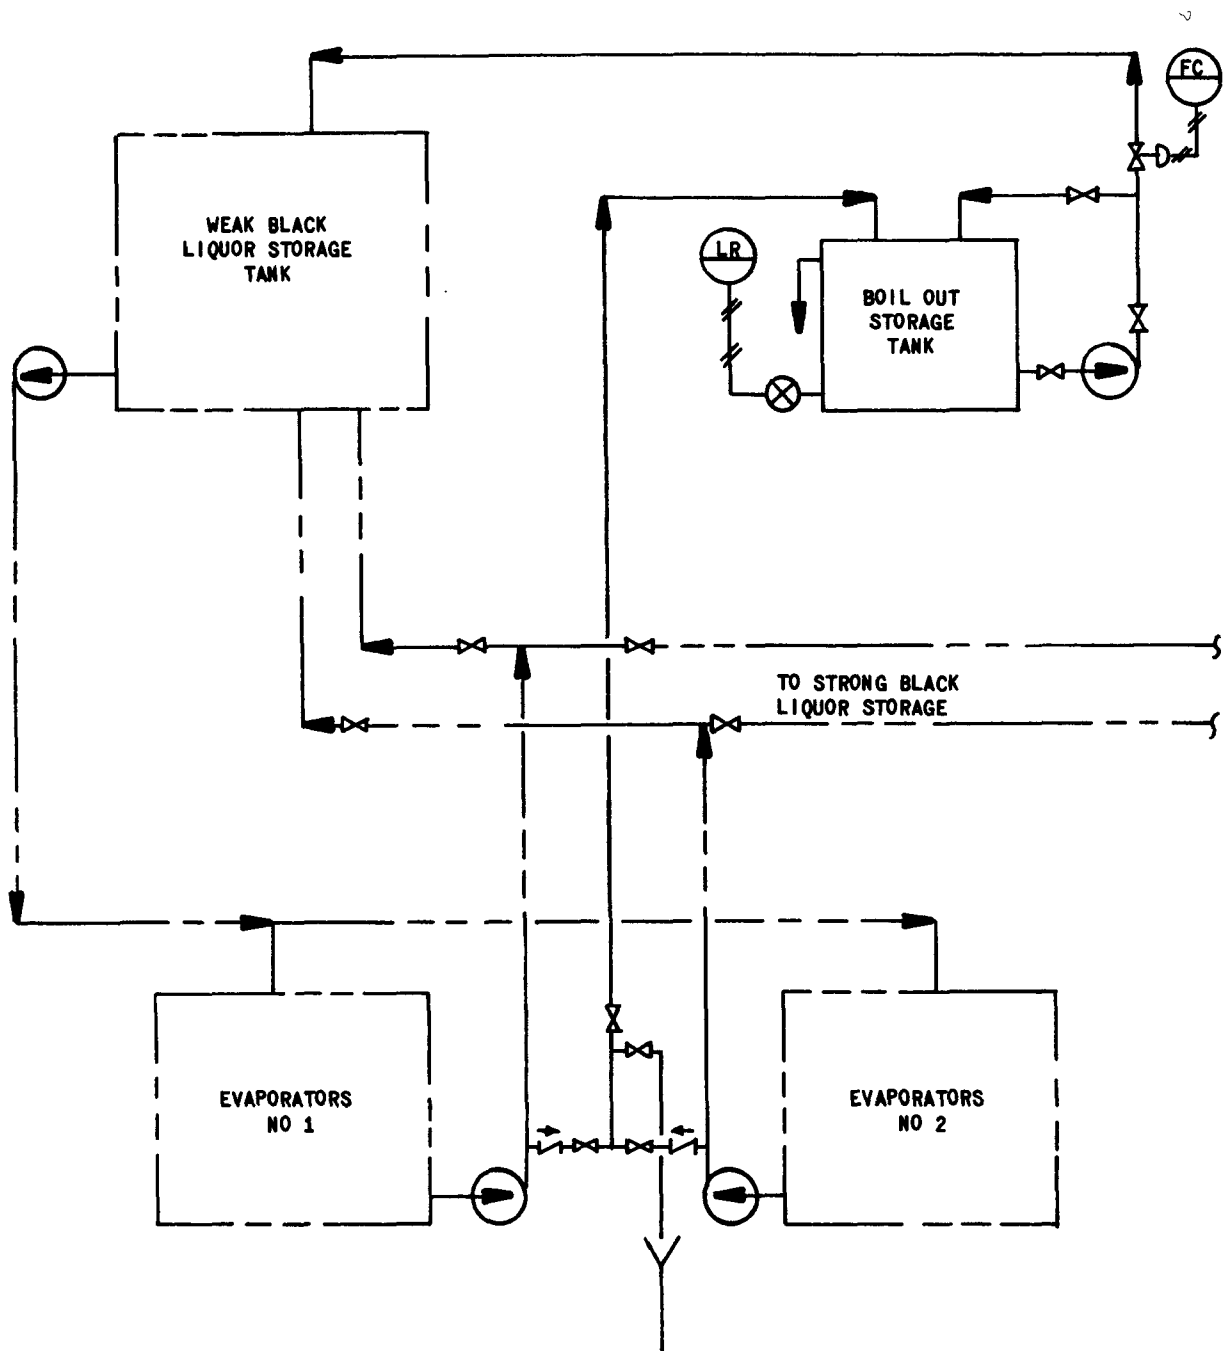 FC
WEAK BLACK
LIQUOR STORAGE
TANK
LR
BOIL OUT
STORAGE
TANK
TO STRONG BLACK
LIQUOR STORAGE
EVAPORATORS
NO 1
EVAPORATORS
NO 2